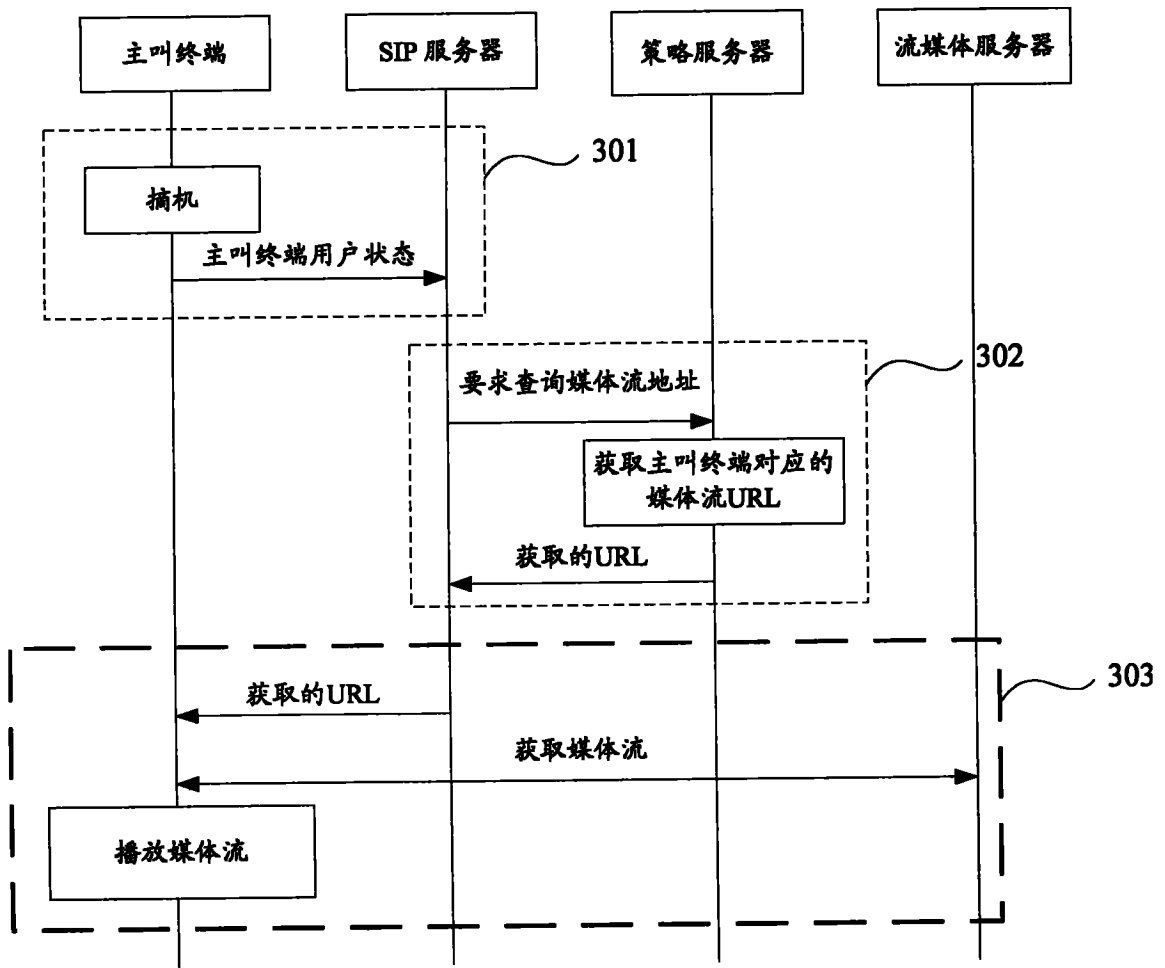 主叫终端
SIP 服务器
策略服务器
流媒体服务器
301
摘机
主叫终端用户状态
302
要求查询媒体流地址
获取主叫终端对应的
媒体流URL
获取的URL
303
获取的URL
获取媒体流
播放媒体流